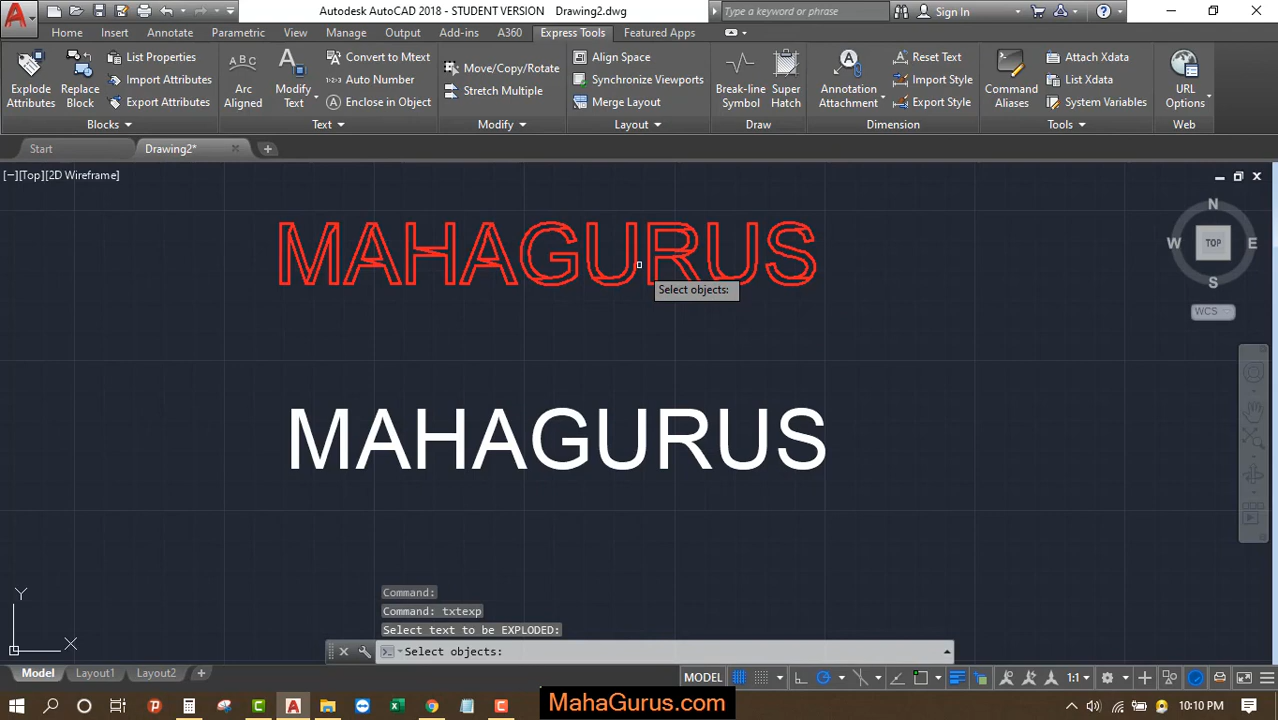 Autodesk AutoCAD 2018 - STUDENT VERSION Drawing2.dwg
Type a keyword or phrase
Sign In
Home Insert Annotate Parametric View Manage Output Add-ins A360 Express Tools Featured Apps
Explode Attributes
Replace Block
List Properties
Import Attributes
Export Attributes
Blocks
Arc Aligned
Modify Text
Convert to Mtext
Auto Number
Enclose in Object
Text
Move/Copy/Rotate
Stretch Multiple
Modify
Align Space
Synchronize Viewports
Merge Layout
Layout
Break-line Symbol
Super Hatch
Draw
Annotation Attachment
Reset Text
Import Style
Export Style
Dimension
Command Aliases
Attach Xdata
List Xdata
System Variables
Tools
URL Options
Web
Start
Drawing2*
[−][Top][2D Wireframe]
N
W TOP E
S
WCS
MAHAGURUS
Select objects:
MAHAGURUS
Y
X
Command:
Command: txtexp
Select text to be EXPLODED:
Select objects:
Model Layout1 Layout2
MODEL
1:1
MahaGurus.com
10:10 PM